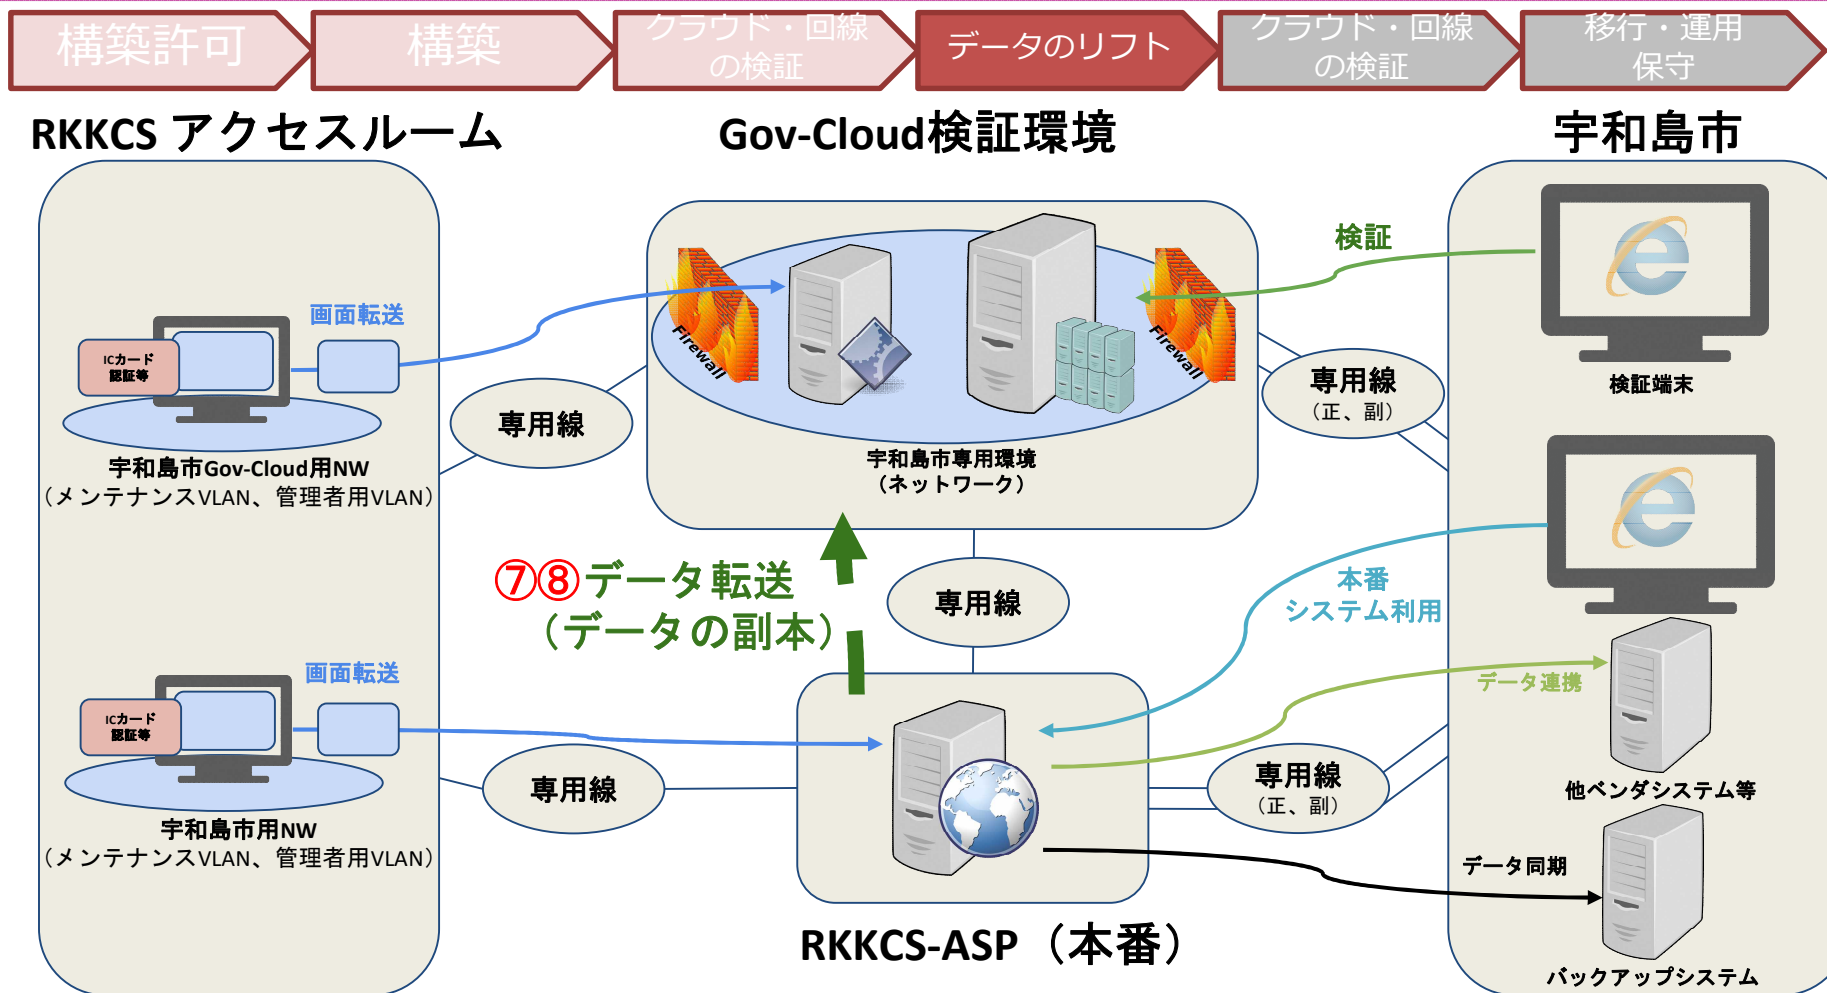 構築許可
構築
クラウド・回線
の検証
データのリフト
クラウド・回線
の検証
移行・運用
保守
RKKCS アクセスルーム
Gov-Cloud検証環境
宇和島市
検証
画面転送
ICカード
認証等
Firewall
Firewall
専用線
専用線
（正、副）
検証端末
宇和島市Gov-Cloud用NW
（メンテナンスVLAN、管理者用VLAN）
宇和島市専用環境
（ネットワーク）
⑦⑧データ転送
（データの副本）
専用線
本番
システム利用
画面転送
ICカード
認証等
データ連携
専用線
専用線
（正、副）
他ベンダシステム等
宇和島市用NW
（メンテナンスVLAN、管理者用VLAN）
データ同期
RKKCS-ASP（本番）
バックアップシステム